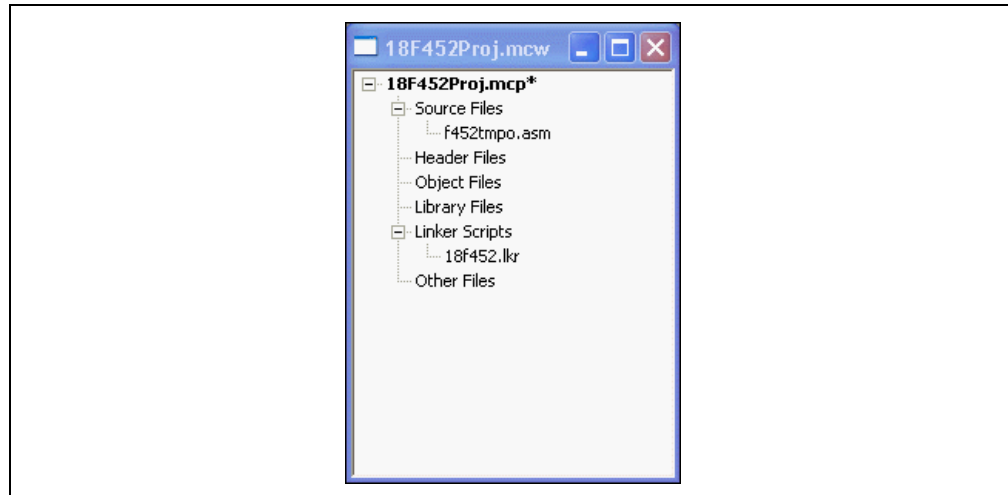 18F452Proj.mcw
18F452Proj.mcp*
Source Files
f452tmpo.asm
Header Files
Object Files
Library Files
Linker Scripts
18f452.lkr
Other Files